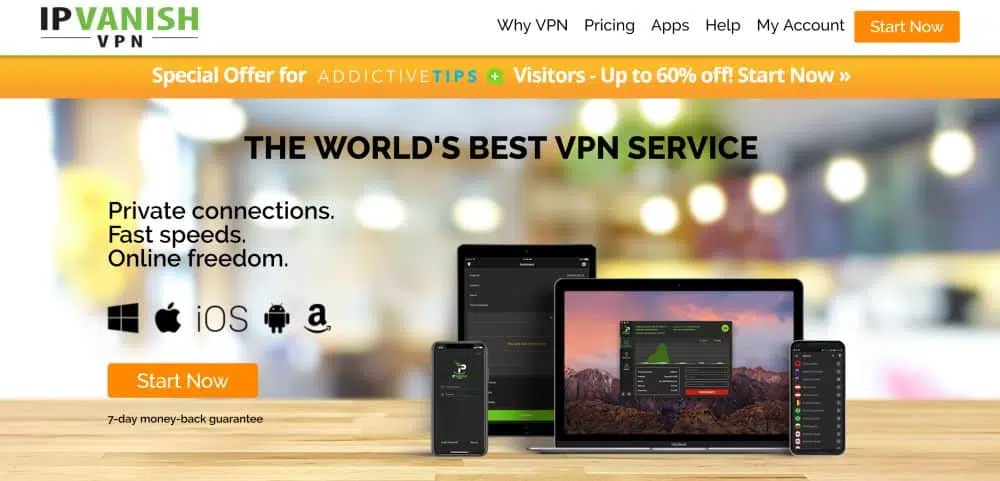 IPVANISH
VPN
Why VPN Pricing Apps Help My Account Start Now
Special Offer for ADDICTIVETIPS + Visitors - Up to 60% off! Start Now »
THE WORLD'S BEST VPN SERVICE
Private connections.
Fast speeds.
Online freedom.
iOS
Start Now
7-day money-back guarantee
IP